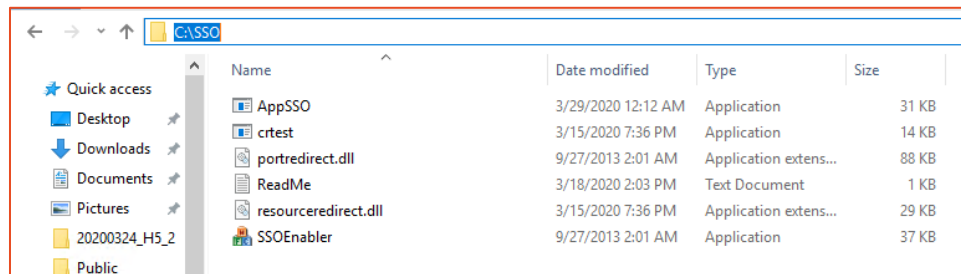 C:\SSO
Name Date modified Type Size
Quick access
Desktop
Downloads
Documents
Pictures
20200324_H5_2
Public
AppSSO 3/29/2020 12:12 AM Application 31 KB
crtest 3/15/2020 7:36 PM Application 14 KB
portredirect.dll 9/27/2013 2:01 AM Application extens... 88 KB
ReadMe 3/18/2020 2:03 PM Text Document 1 KB
resourceredirect.dll 3/15/2020 7:36 PM Application extens... 29 KB
SSOEnabler 9/27/2013 2:01 AM Application 37 KB